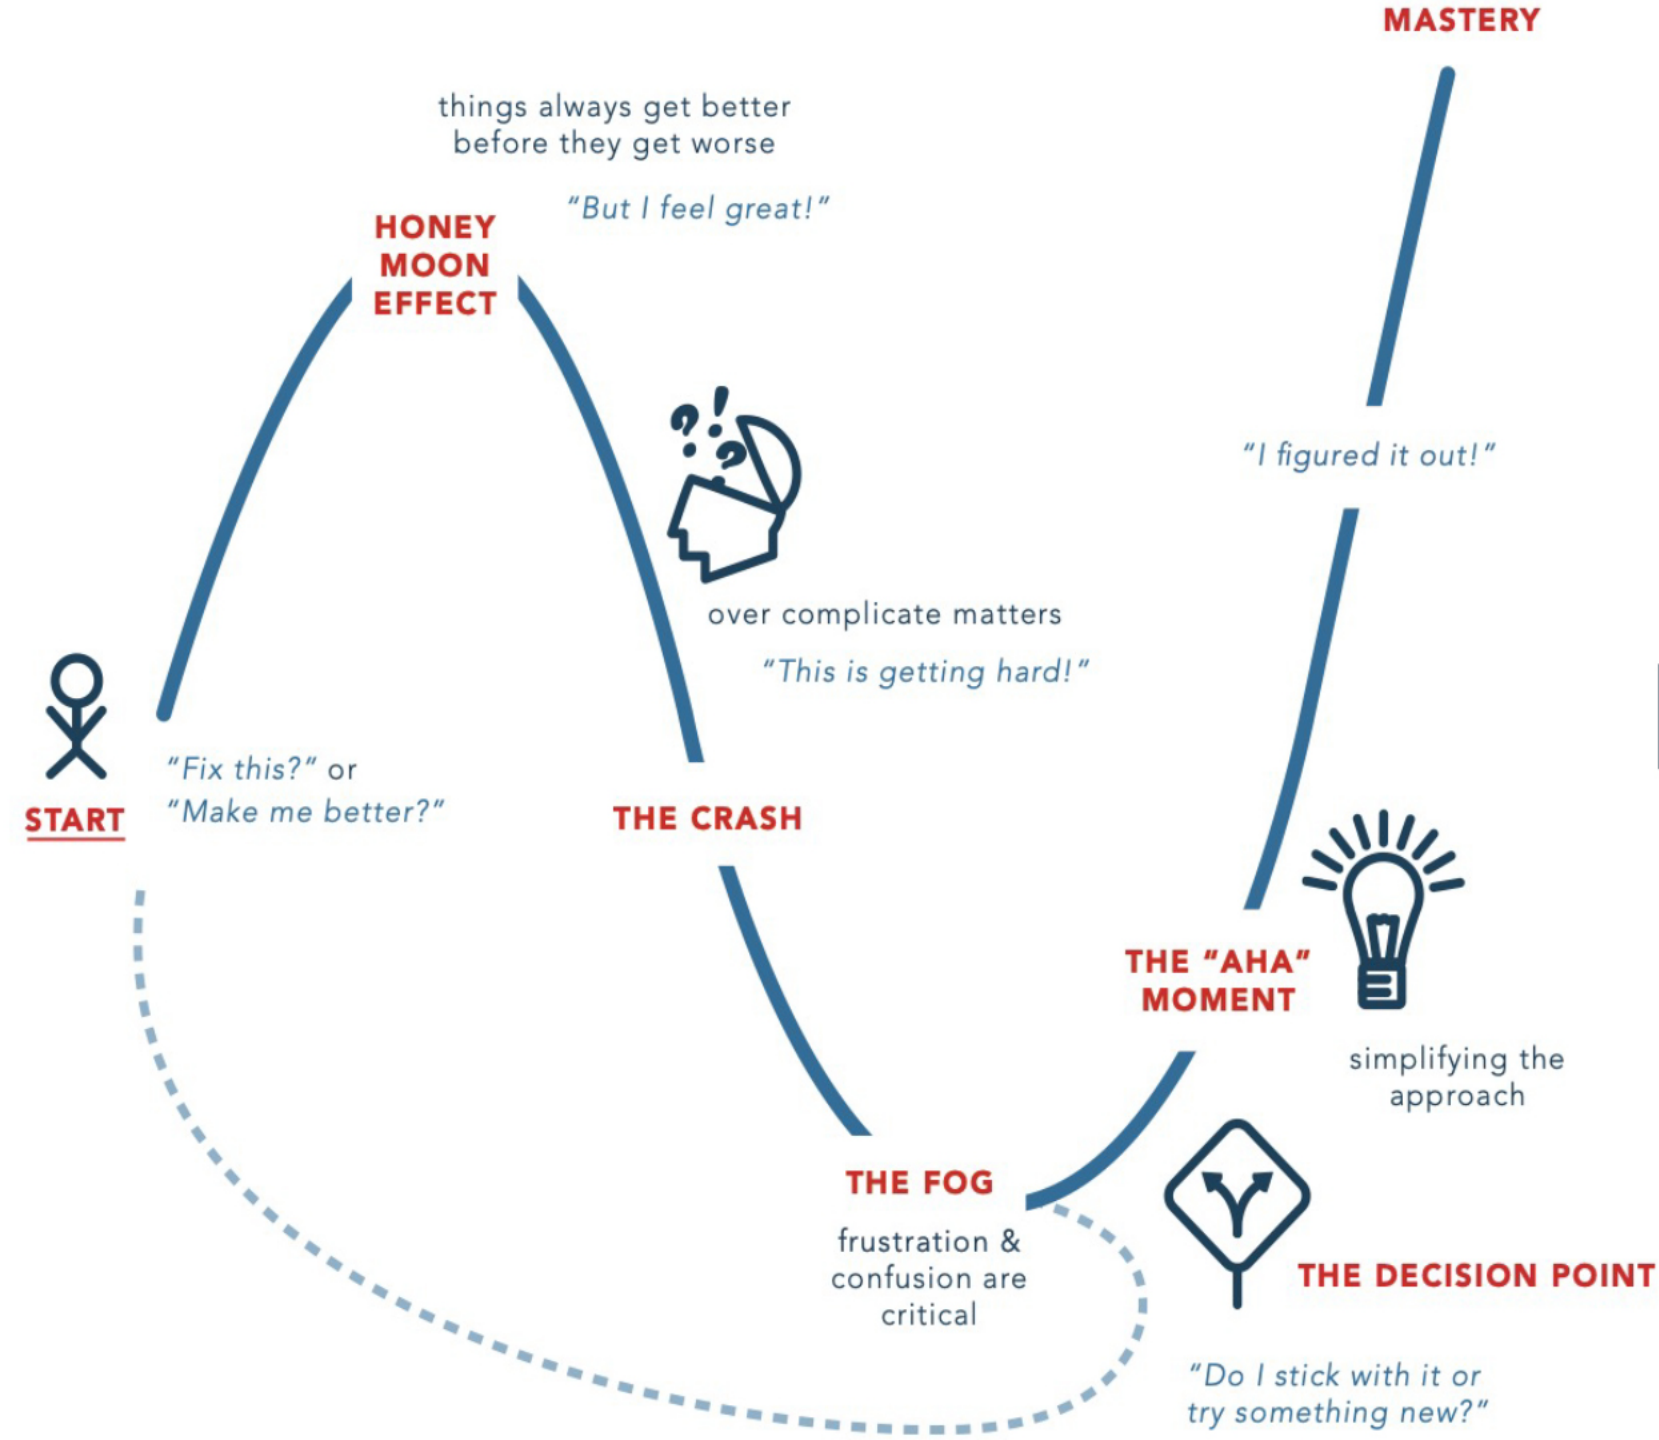 MASTERY
things always get better
before they get worse
“But I feel great!”
HONEY
MOON
EFFECT
“I figured it out!”
over complicate matters
“This is getting hard!”
“Fix this?” or
“Make me better?”
START
THE CRASH
THE “AHA”
MOMENT
simplifying the
approach
THE FOG
frustration &
confusion are
critical
THE DECISION POINT
“Do I stick with it or
try something new?”